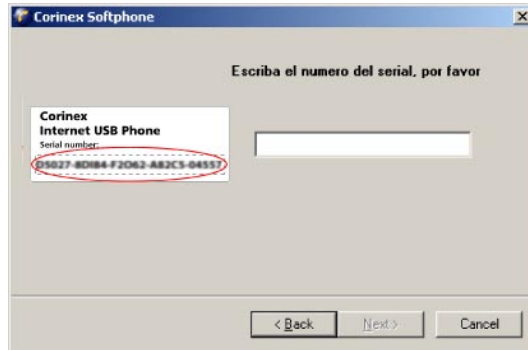 Corinex Softphone
Escriba el numero del serial, por favor
Corinex
Internet USB Phone
Serial number:
D5027-8DI84-F2O62-A82C5-04557
< Back
Next >
Cancel